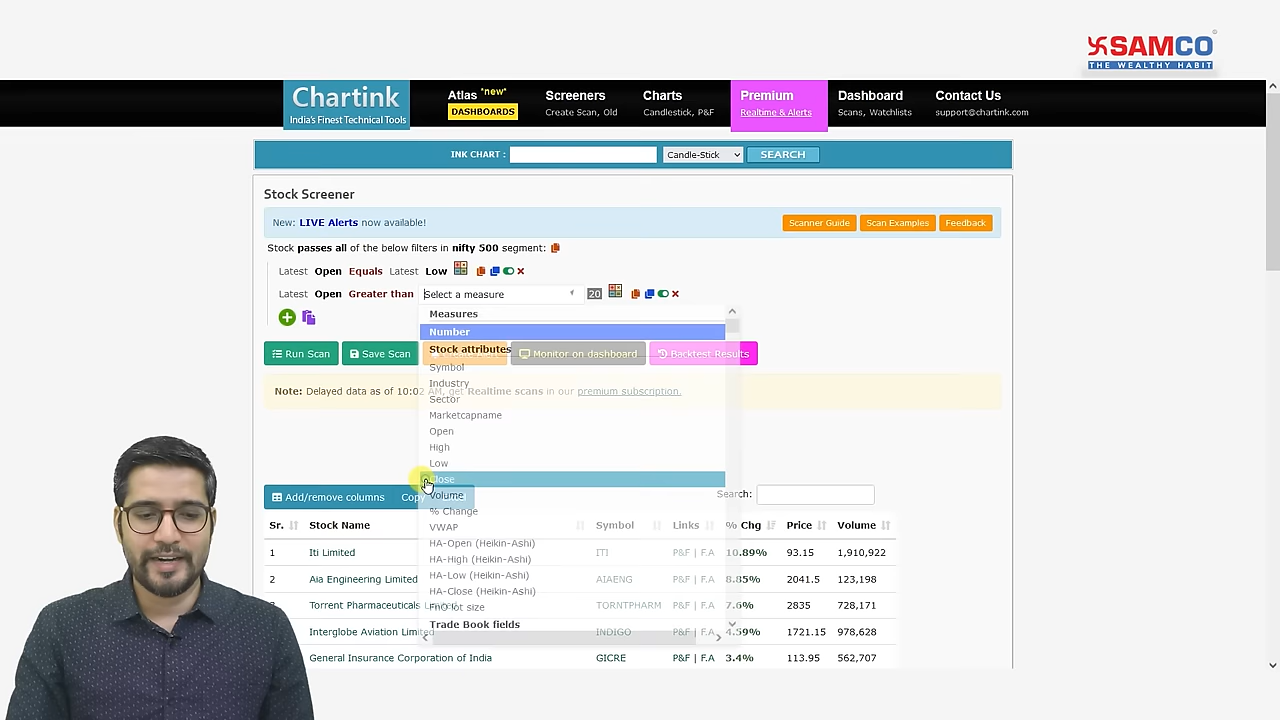 SAMCO
THE WEALTHY HABIT
Chartink
India's Finest Technical Tools
Atlas *new*
DASHBOARDS
Screeners
Create Scan, Old
Charts
Candlestick, P&F
Premium
Realtime & Alerts
Dashboard
Scans, Watchlists
Contact Us
support@chartink.com
INK CHART :
Candle-Stick
SEARCH
Stock Screener
New: LIVE Alerts now available!
Scanner Guide
Scan Examples
Feedback
Stock passes all of the below filters in nifty 500 segment:
Latest Open Equals Latest Low
Latest Open Greater than Select a measure 20
Measures
Number
Stock attributes
Symbol
Industry
Sector
Marketcapname
Open
High
Low
Close
Volume
% Change
VWAP
HA-Open (Heikin-Ashi)
HA-High (Heikin-Ashi)
HA-Low (Heikin-Ashi)
HA-Close (Heikin-Ashi)
Fno lot size
Trade Book fields
Run Scan
Save Scan
Monitor on dashboard
Backtest Results
Note: Delayed data as of 10:02 AM, get Realtime scans in our premium subscription.
Add/remove columns
Copy
Search:
Sr. Stock Name Symbol Links % Chg Price Volume
1 Iti Limited ITI P&F | F.A 10.89% 93.15 1,910,922
2 Aia Engineering Limited AIAENG P&F | F.A 8.85% 2041.5 123,198
3 Torrent Pharmaceuticals TORNTPHARM P&F | F.A 7.6% 2835 728,171
Interglobe Aviation Limited INDIGO P&F | F.A 4.59% 1721.15 978,628
General Insurance Corporation of India GICRE P&F | F.A 3.4% 113.95 562,707